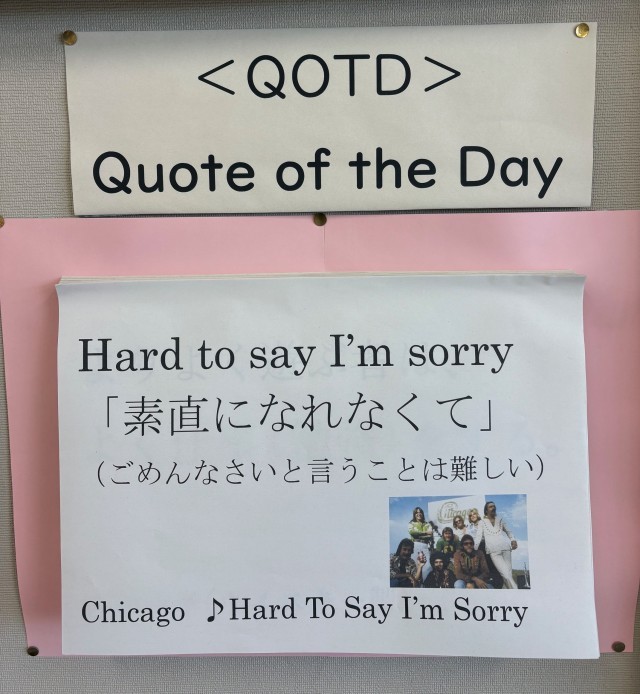 <QOTD>
Quote of the Day
Hard to say I'm sorry
「素直になれなくて」
（ごめんなさいと言うことは難しい）
Chicago
Chicago ♪Hard To Say I'm Sorry